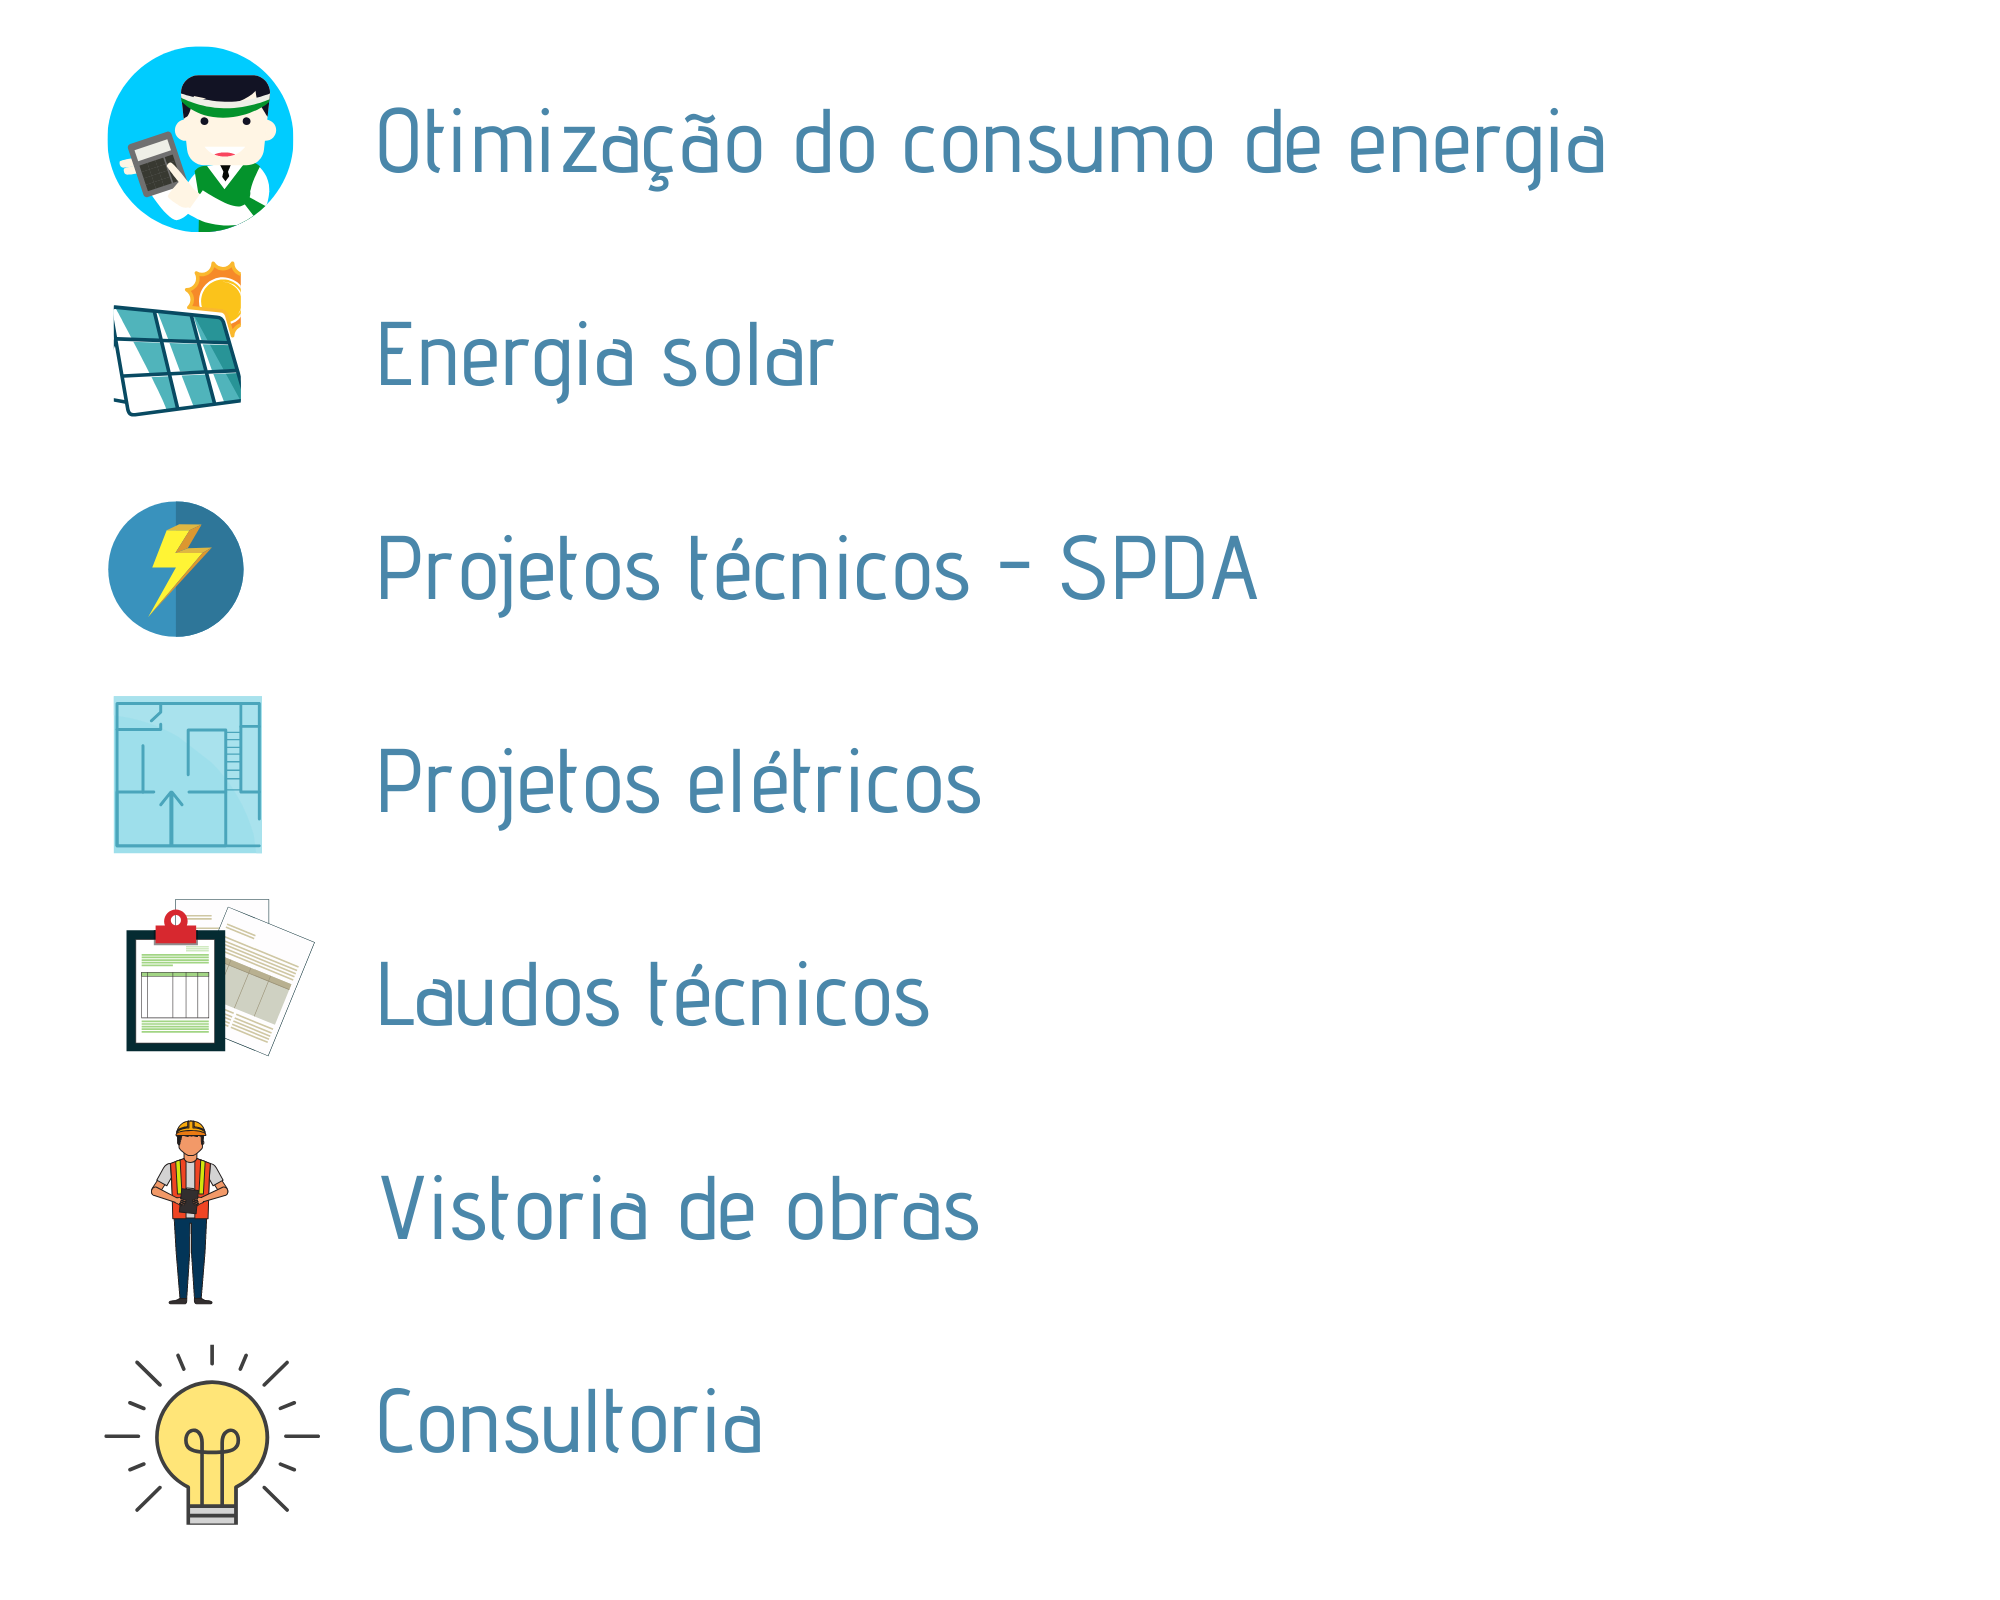 Otimização do consumo de energia
Energia solar
Projetos técnicos - SPDA
Projetos elétricos
Laudos técnicos
Vistoria de obras
Consultoria